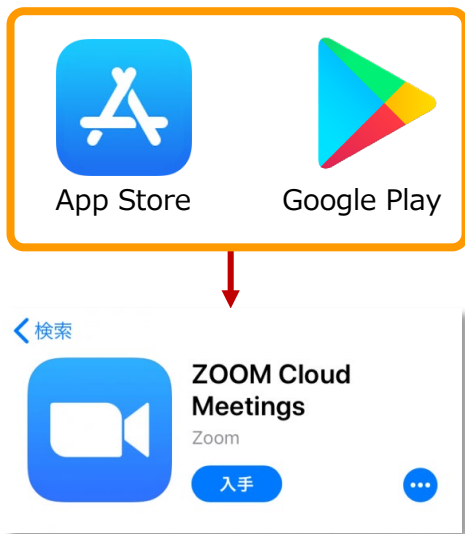 App Store
Google Play
検索
ZOOM Cloud
Meetings
Zoom
入手